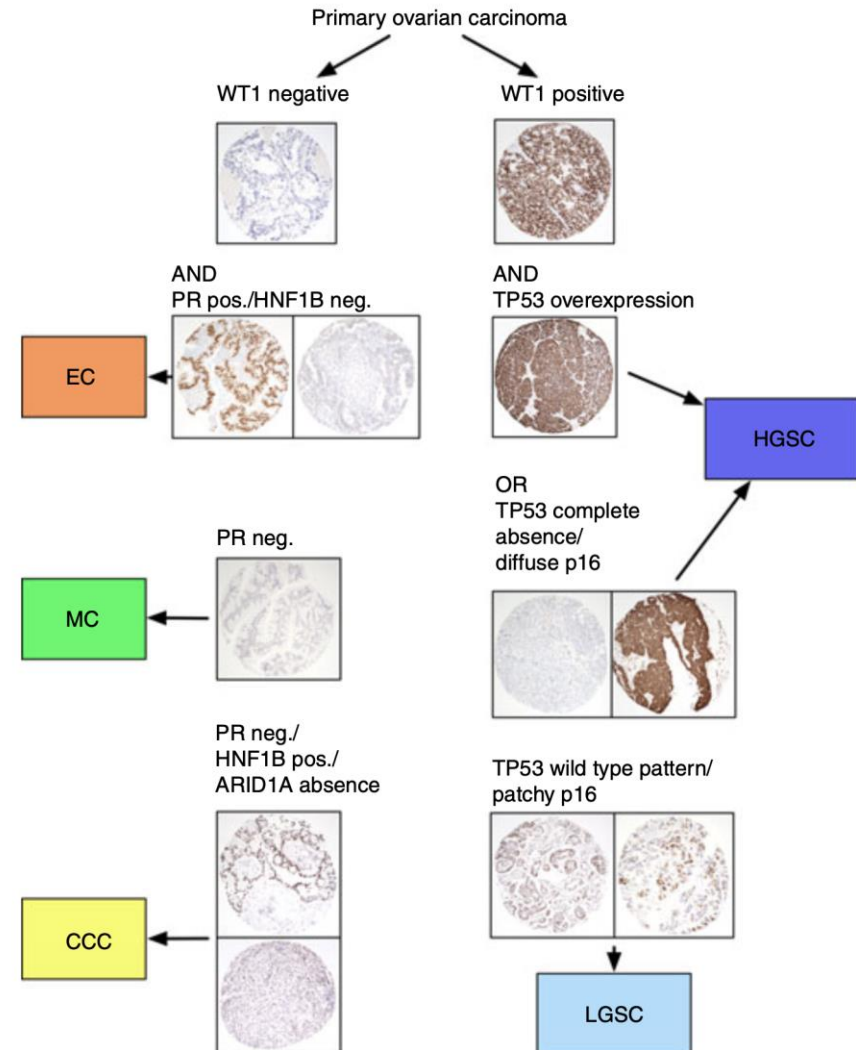 Primary ovarian carcinoma
WT1 negative
WT1 positive
AND
PR pos./HNF1B neg.
AND
TP53 overexpression
EC
HGSC
OR
TP53 complete
absence/
diffuse p16
PR neg.
MC
PR neg./
HNF1B pos./
ARID1A absence
TP53 wild type pattern/
patchy p16
CCC
LGSC